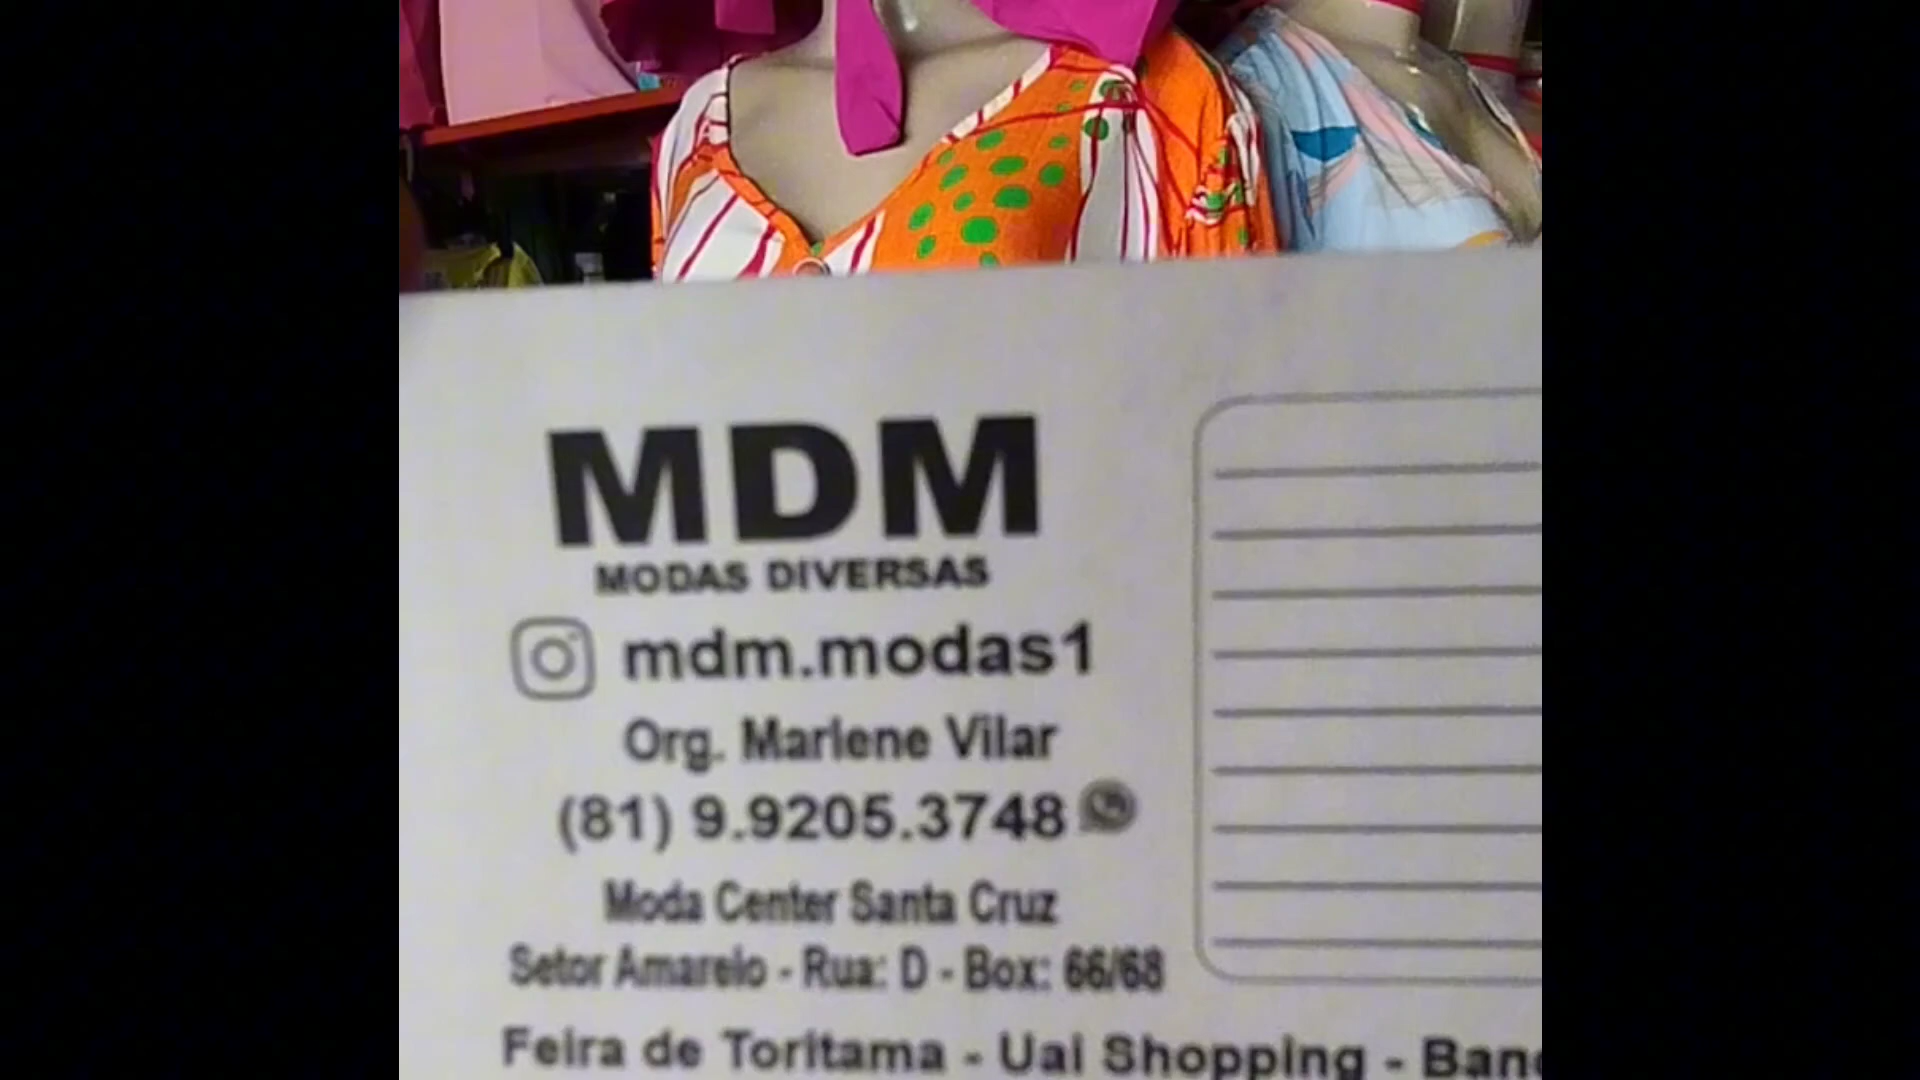 MDM
MODAS DIVERSAS
mdm.modas1
Org. Marlene Vilar
(81) 9.9205.3748
Moda Center Santa Cruz
Setor Amarelo - Rua: D - Box: 66/68
Feira de Toritama - Uai Shopping -